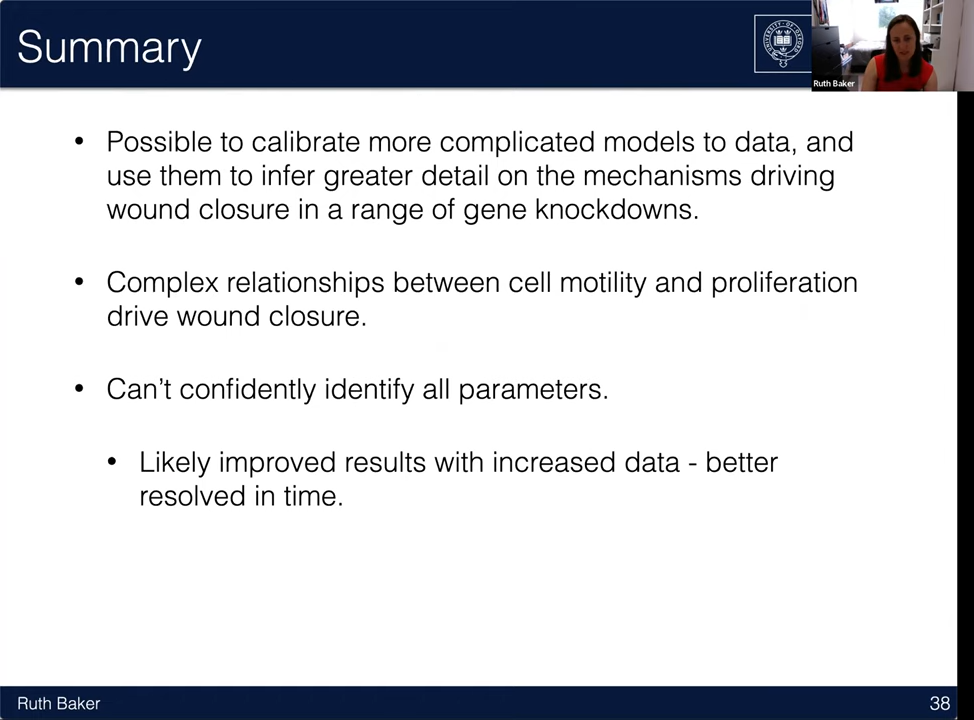 Summary
Ruth Baker
• Possible to calibrate more complicated models to data, and
use them to infer greater detail on the mechanisms driving
wound closure in a range of gene knockdowns.
• Complex relationships between cell motility and proliferation
drive wound closure.
• Can’t confidently identify all parameters.
• Likely improved results with increased data - better
resolved in time.
Ruth Baker
38